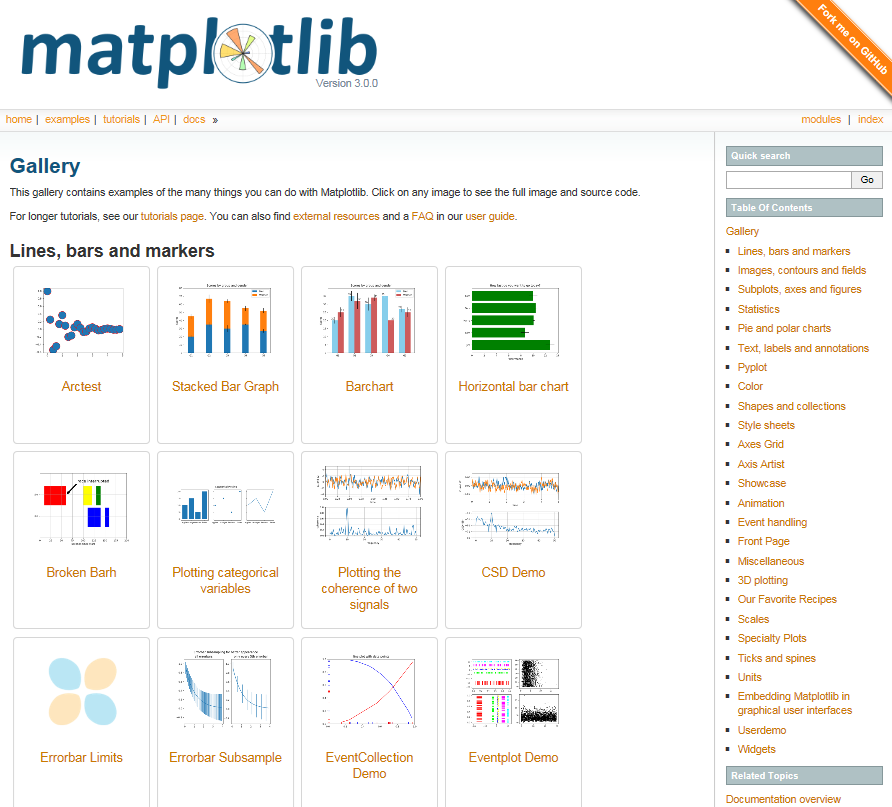 matplotlib
Version 3.0.0
Fork me on GitHub
home | examples | tutorials | API | docs »
modules | index
Gallery
This gallery contains examples of the many things you can do with Matplotlib. Click on any image to see the full image and source code.
For longer tutorials, see our tutorials page. You can also find external resources and a FAQ in our user guide.
Lines, bars and markers
Arctest
Stacked Bar Graph
Barchart
Horizontal bar chart
Broken Barh
Plotting categorical
variables
Plotting the
coherence of two
signals
CSD Demo
Errorbar Limits
Errorbar Subsample
EventCollection
Demo
Eventplot Demo
Quick search
Go
Table Of Contents
Gallery
Lines, bars and markers
Images, contours and fields
Subplots, axes and figures
Statistics
Pie and polar charts
Text, labels and annotations
Pyplot
Color
Shapes and collections
Style sheets
Axes Grid
Axis Artist
Showcase
Animation
Event handling
Front Page
Miscellaneous
3D plotting
Our Favorite Recipes
Scales
Specialty Plots
Ticks and spines
Units
Embedding Matplotlib in
graphical user interfaces
Userdemo
Widgets
Related Topics
Documentation overview